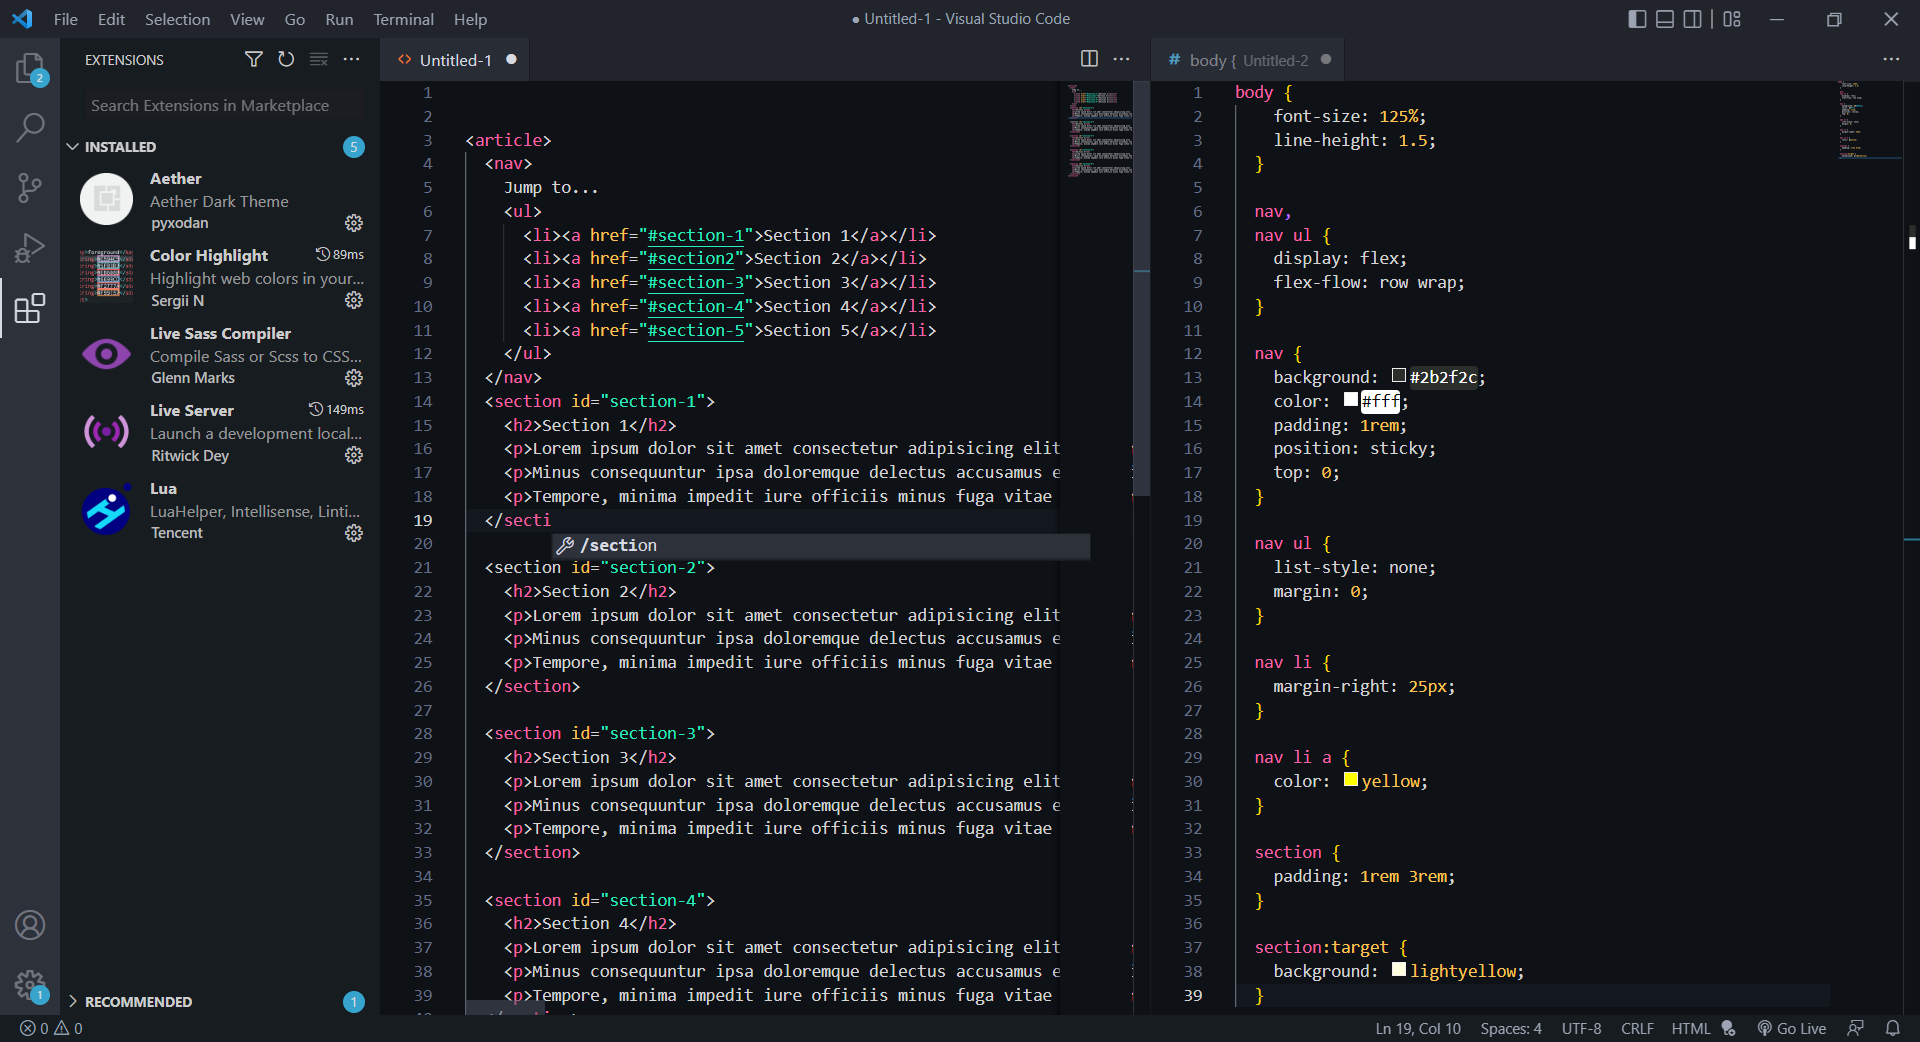 File Edit Selection View Go Run Terminal Help
● Untitled-1 - Visual Studio Code
EXTENSIONS
Search Extensions in Marketplace
INSTALLED 5
2
Aether
Aether Dark Theme
pyxodan
Color Highlight 89ms
Highlight web colors in your...
Sergii N
Live Sass Compiler
Compile Sass or Scss to CSS...
Glenn Marks
Live Server 149ms
Launch a development local...
Ritwick Dey
Lua
LuaHelper, Intellisense, Linti...
Tencent
RECOMMENDED 1
1
<> Untitled-1 ●
1
2
3 <article>
4 <nav>
5 Jump to...
6 <ul>
7 <li><a href="#section-1">Section 1</a></li>
8 <li><a href="#section2">Section 2</a></li>
9 <li><a href="#section-3">Section 3</a></li>
10 <li><a href="#section-4">Section 4</a></li>
11 <li><a href="#section-5">Section 5</a></li>
12 </ul>
13 </nav>
14 <section id="section-1">
15 <h2>Section 1</h2>
16 <p>Lorem ipsum dolor sit amet consectetur adipisicing elit
17 <p>Minus consequuntur ipsa doloremque delectus accusamus e
18 <p>Tempore, minima impedit iure officiis minus fuga vitae
19 </secti
/section
20
21 <section id="section-2">
22 <h2>Section 2</h2>
23 <p>Lorem ipsum dolor sit amet consectetur adipisicing elit
24 <p>Minus consequuntur ipsa doloremque delectus accusamus e
25 <p>Tempore, minima impedit iure officiis minus fuga vitae
26 </section>
27
28 <section id="section-3">
29 <h2>Section 3</h2>
30 <p>Lorem ipsum dolor sit amet consectetur adipisicing elit
31 <p>Minus consequuntur ipsa doloremque delectus accusamus e
32 <p>Tempore, minima impedit iure officiis minus fuga vitae
33 </section>
34
35 <section id="section-4">
36 <h2>Section 4</h2>
37 <p>Lorem ipsum dolor sit amet consectetur adipisicing elit
38 <p>Minus consequuntur ipsa doloremque delectus accusamus e
39 <p>Tempore, minima impedit iure officiis minus fuga vitae
# body { Untitled-2 ●
1 body {
2 font-size: 125%;
3 line-height: 1.5;
4 }
5
6 nav,
7 nav ul {
8 display: flex;
9 flex-flow: row wrap;
10 }
11
12 nav {
13 background: #2b2f2c;
14 color: #fff;
15 padding: 1rem;
16 position: sticky;
17 top: 0;
18 }
19
20 nav ul {
21 list-style: none;
22 margin: 0;
23 }
24
25 nav li {
26 margin-right: 25px;
27 }
28
29 nav li a {
30 color: yellow;
31 }
32
33 section {
34 padding: 1rem 3rem;
35 }
36
37 section:target {
38 background: lightyellow;
39 }
0 0
Ln 19, Col 10 Spaces: 4 UTF-8 CRLF HTML Go Live